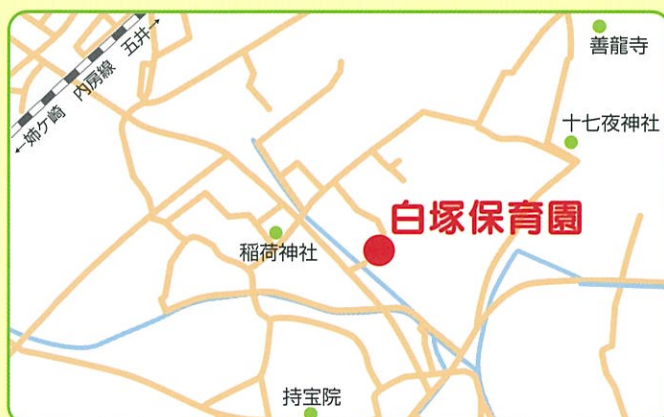 五井→
内房線
←姉ケ崎
善龍寺
十七夜神社
白塚保育園
稲荷神社
持宝院